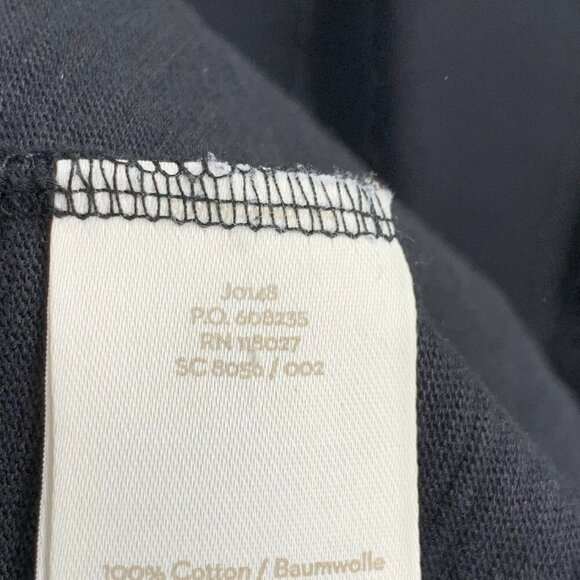 J0148
P.O. 608235
RN 118027
SC 8056 / 002
100% Cotton / Baumwolle